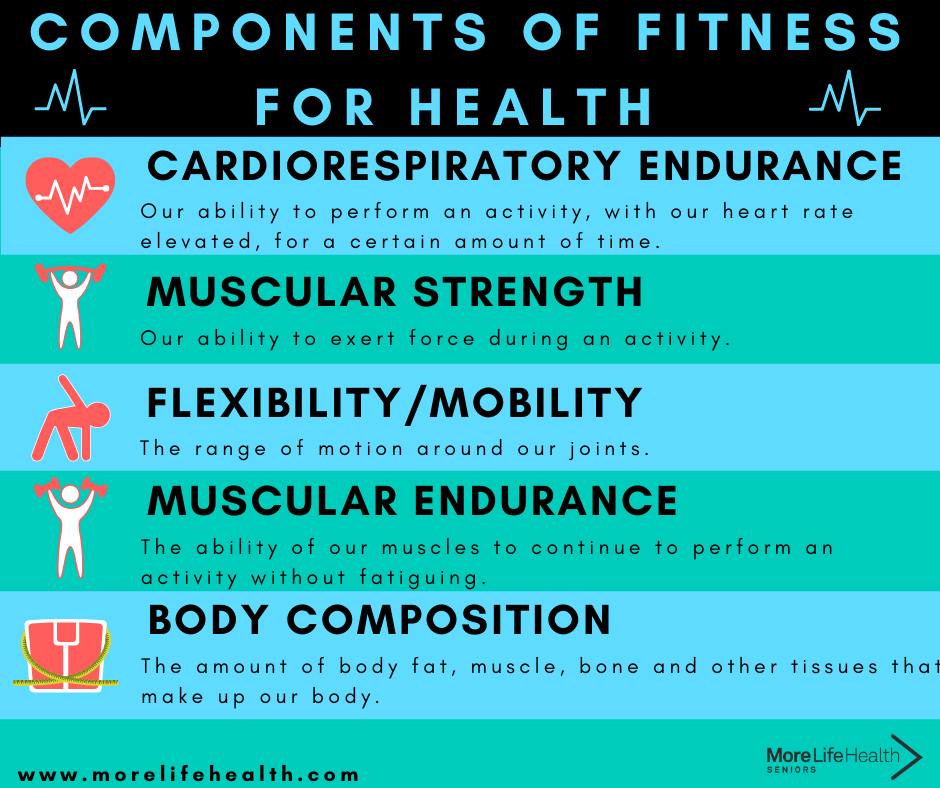 COMPONENTS OF FITNESS
FOR HEALTH
CARDIORESPIRATORY ENDURANCE
Our ability to perform an activity, with our heart rate
elevated, for a certain amount of time.
MUSCULAR STRENGTH
Our ability to exert force during an activity.
FLEXIBILITY/MOBILITY
The range of motion around our joints.
MUSCULAR ENDURANCE
The ability of our muscles to continue to perform an
activity without fatiguing.
BODY COMPOSITION
The amount of body fat, muscle, bone and other tissues that
make up our body.
MoreLifeHealth
SENIORS
www.morelifehealth.com